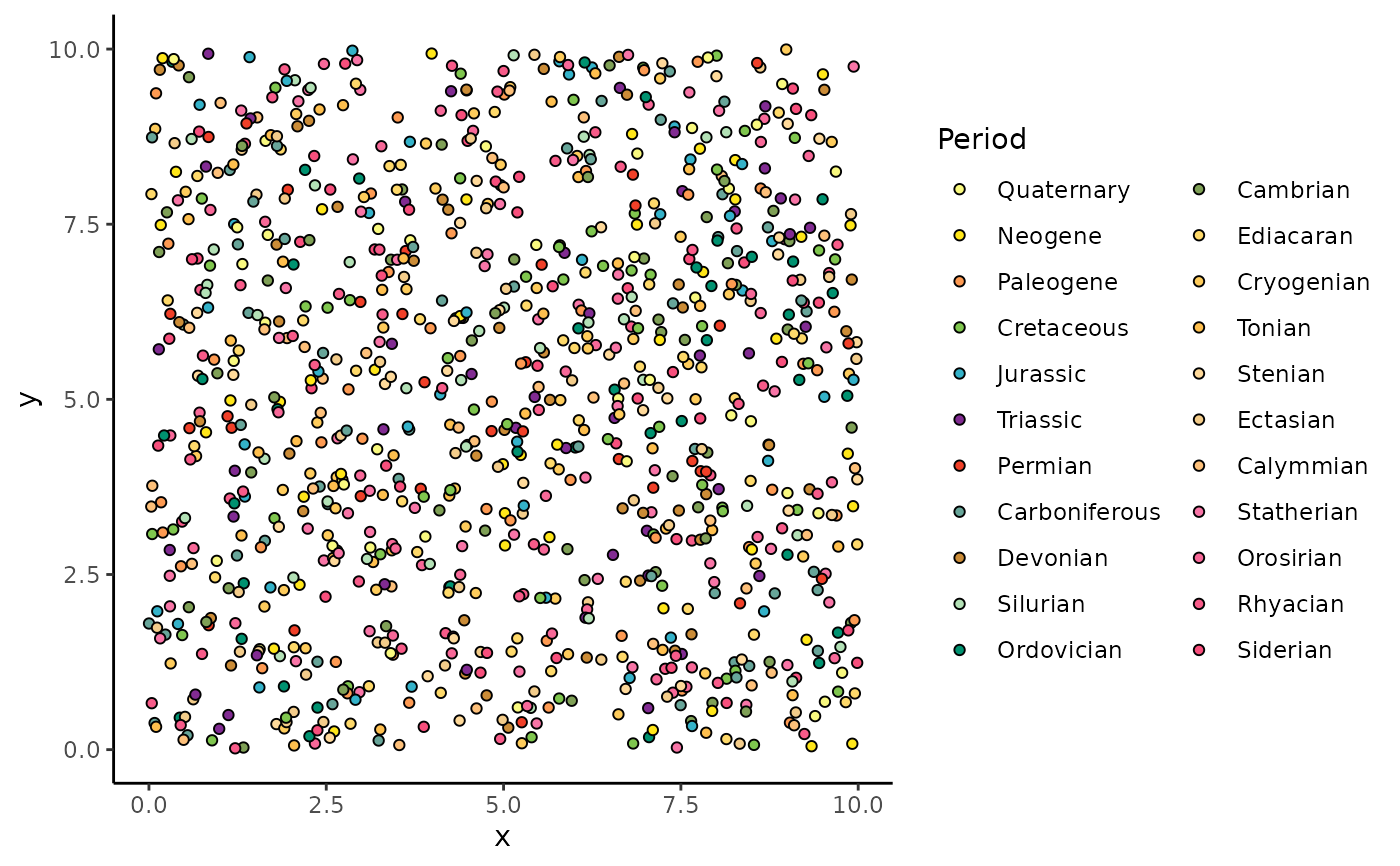 10.0
7.5
5.0
2.5
0.0
y
0.0 2.5 5.0 7.5 10.0
x
Period
Quaternary
Neogene
Paleogene
Cretaceous
Jurassic
Triassic
Permian
Carboniferous
Devonian
Silurian
Ordovician
Cambrian
Ediacaran
Cryogenian
Tonian
Stenian
Ectasian
Calymmian
Statherian
Orosirian
Rhyacian
Siderian